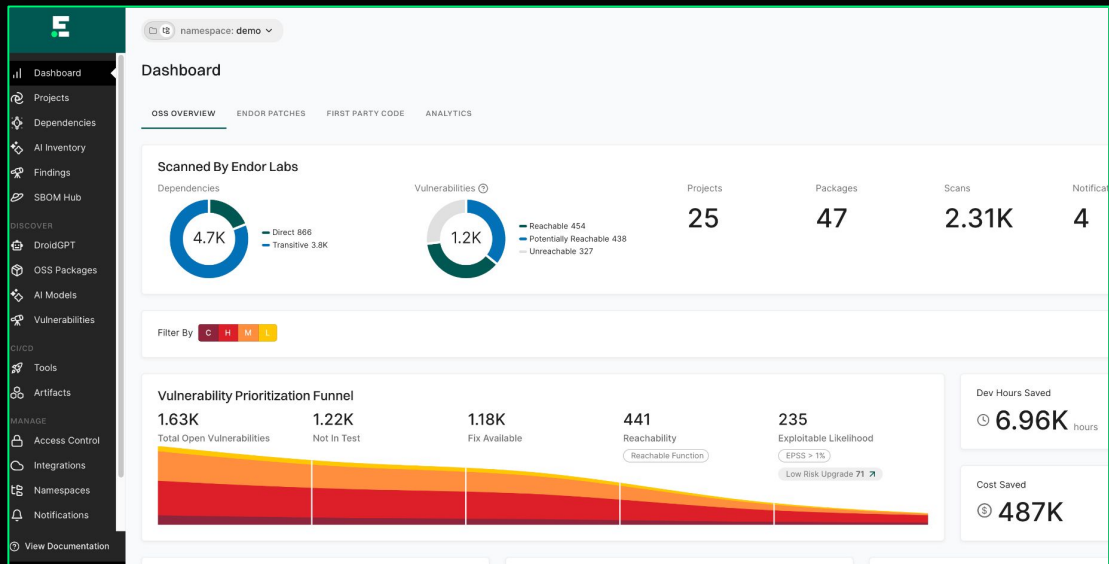 namespace: demo
Dashboard
Projects
Dependencies
AI Inventory
Findings
SBOM Hub
DISCOVER
DroidGPT
OSS Packages
AI Models
Vulnerabilities
CI/CD
Tools
Artifacts
MANAGE
Access Control
Integrations
Namespaces
Notifications
View Documentation
Dashboard
OSS OVERVIEW ENDOR PATCHES FIRST PARTY CODE ANALYTICS
Scanned By Endor Labs
Dependencies
4.7K
Direct 866
Transitive 3.8K
Vulnerabilities
1.2K
Reachable 454
Potentially Reachable 438
Unreachable 327
Projects
25
Packages
47
Scans
2.31K
Notificat
4
Filter By C H M L
Vulnerability Prioritization Funnel
1.63K
Total Open Vulnerabilities
1.22K
Not In Test
1.18K
Fix Available
441
Reachability
Reachable Function
235
Exploitable Likelihood
EPSS > 1%
Low Risk Upgrade 71
Dev Hours Saved
6.96K hours
Cost Saved
487K